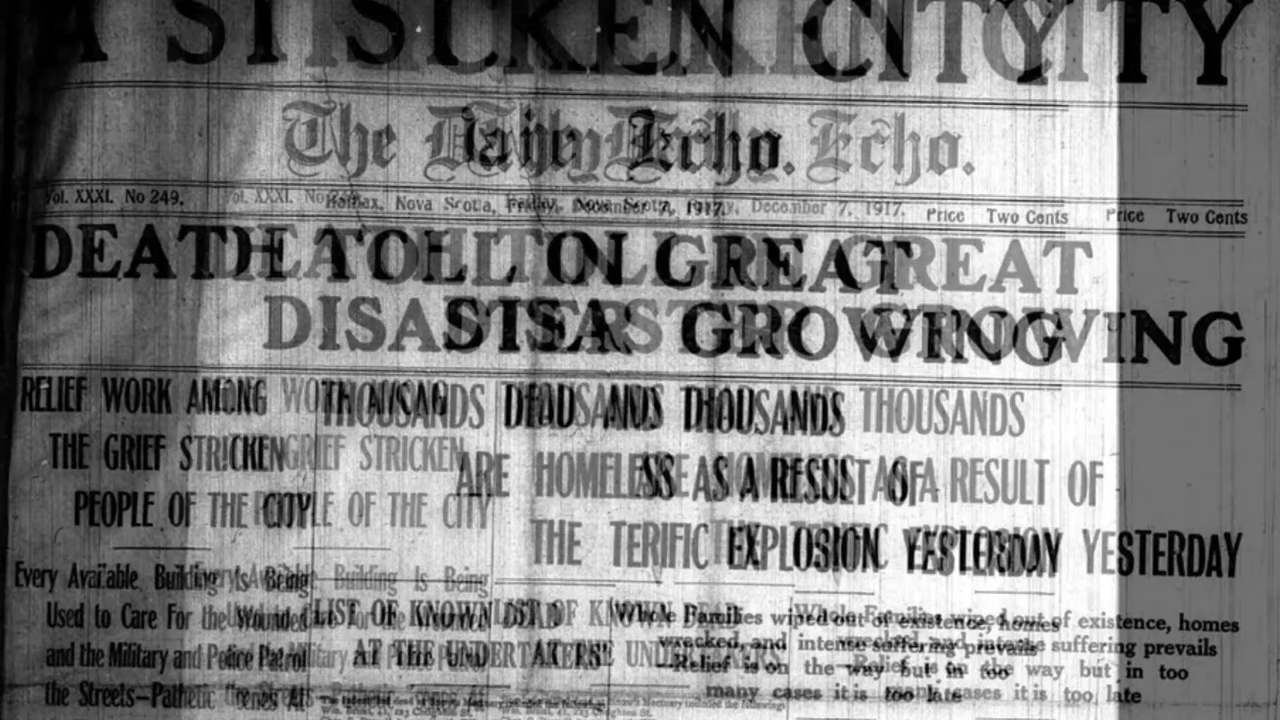 A STRICKEN CITY
The Daily Echo.
Vol. XXXI. No 249. Halifax, Nova Scotia, Friday, December 7, 1917. Price Two Cents
DEATH TOLL IN GREAT
DISASTER GROWING
RELIEF WORK AMONG
THE GRIEF STRICKEN
PEOPLE OF THE CITY
Every Available Building Is Being
Used to Care For the Wounded
and the Military and Police Patrol
the Streets—Pathetic Scenes At
THOUSANDS DEAD AND THOUSANDS
ARE HOMELESS AS A RESULT OF
THE TERIFIC EXPLOSION YESTERDAY
LIST OF KNOWN DEAD
AT THE UNDERTAKERS'
Whole Families wiped out of existence, homes
wrecked, and intense suffering prevails
Relief is on the way but in too
many cases it is too late